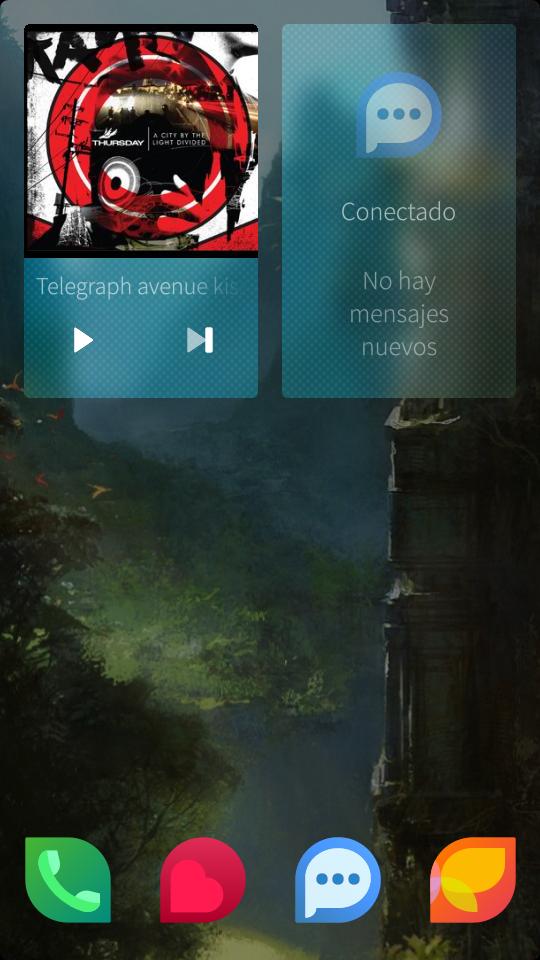 THURSDAY
A CITY BY THE
LIGHT DIVIDED
Telegraph avenue kis
Conectado
No hay
mensajes
nuevos